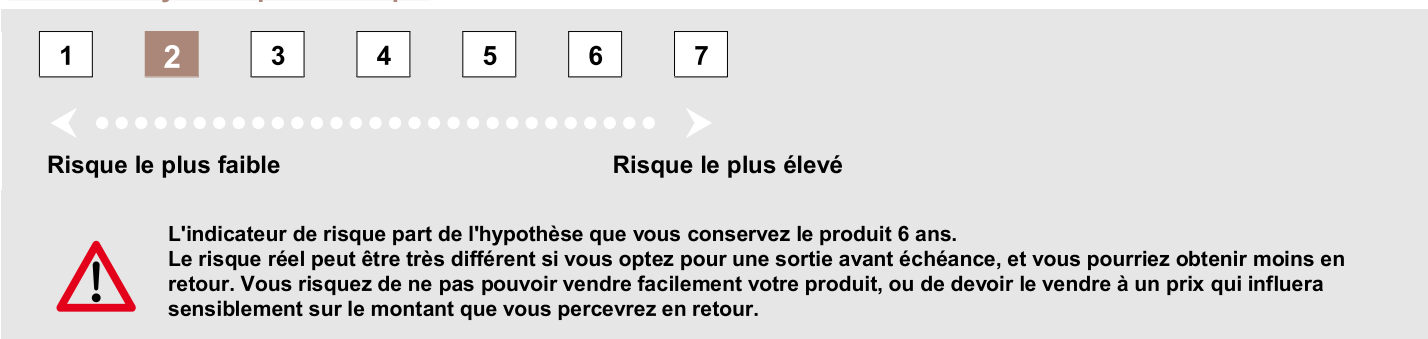 1 2 3 4 5 6 7
Risque le plus faible Risque le plus élevé
L'indicateur de risque part de l'hypothèse que vous conservez le produit 6 ans.
Le risque réel peut être très différent si vous optez pour une sortie avant échéance, et vous pourriez obtenir moins en
retour. Vous risquez de ne pas pouvoir vendre facilement votre produit, ou de devoir le vendre à un prix qui influera
sensiblement sur le montant que vous percevrez en retour.